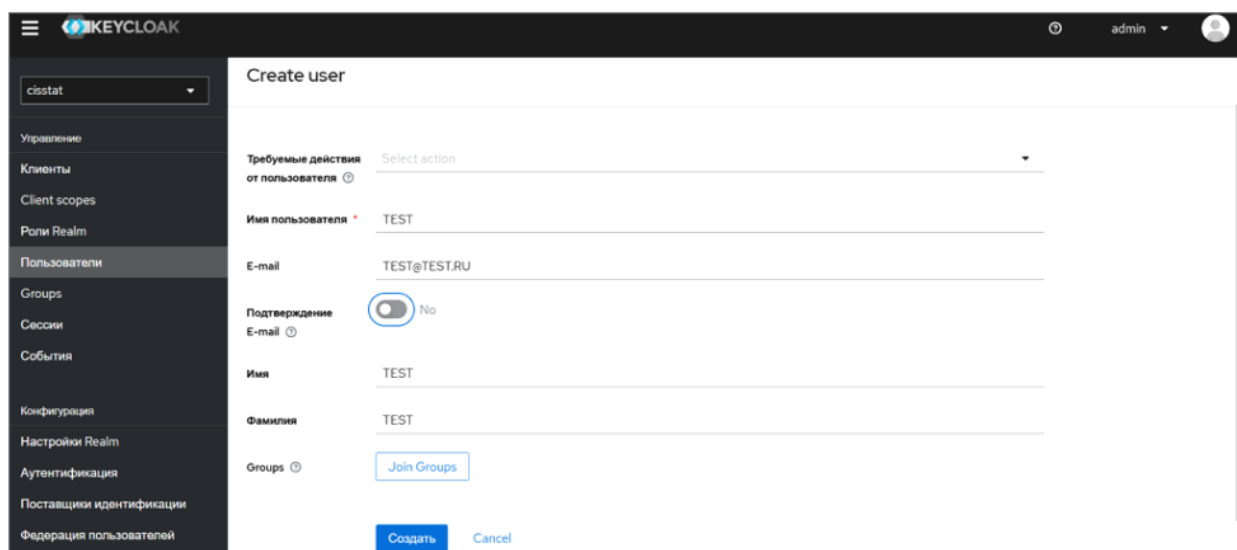 KEYCLOAK
admin
cisstat
Управление
Клиенты
Client scopes
Роли Realm
Пользователи
Groups
Сессии
События
Конфигурация
Настройки Realm
Аутентификация
Поставщики идентификации
Федерация пользователей
Create user
Требуемые действия
от пользователя
Select action
Имя пользователя *
TEST
E-mail
TEST@TEST.RU
Подтверждение
E-mail
No
Имя
TEST
Фамилия
TEST
Groups
Join Groups
Создать
Cancel